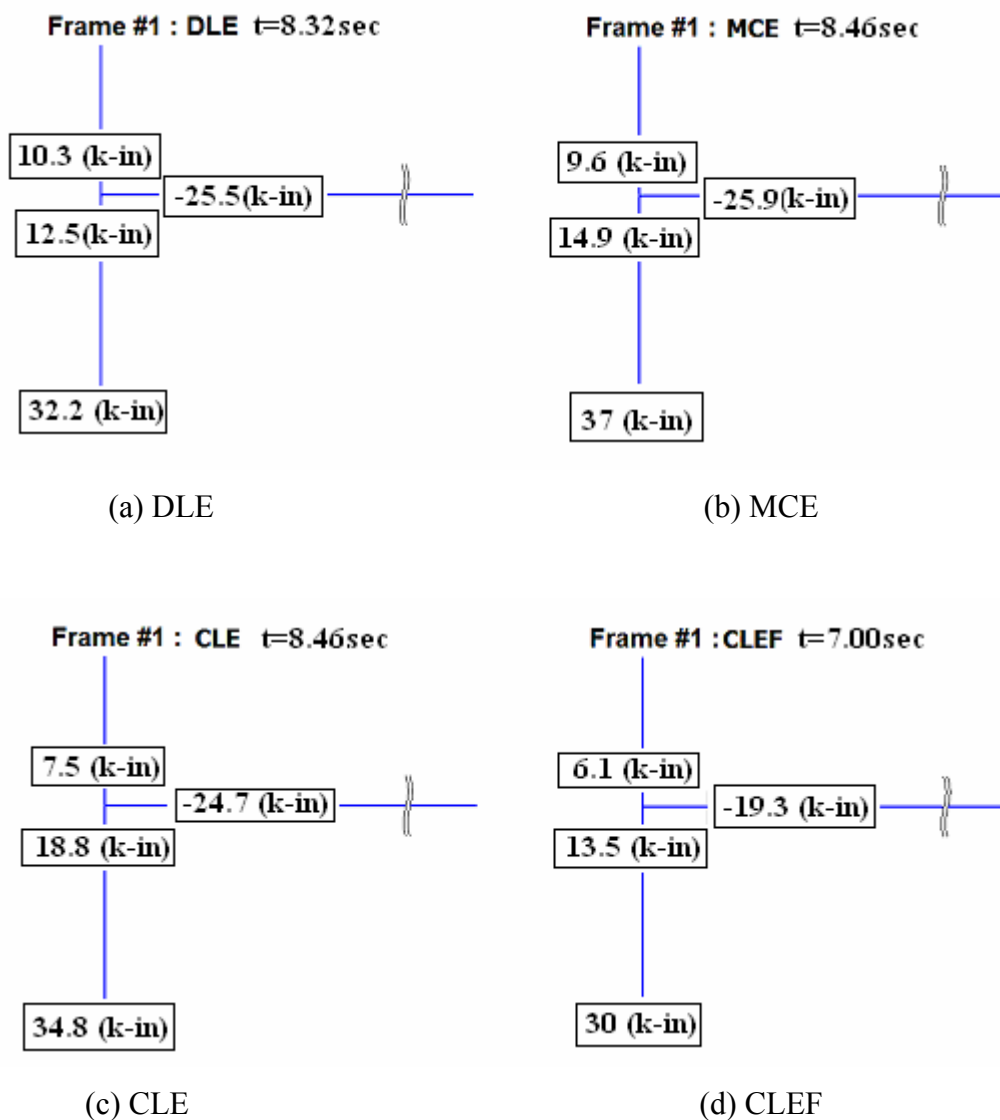 Frame #1 : DLE t=8.32sec
10.3 (k-in)
-25.5(k-in)
12.5(k-in)
32.2 (k-in)
(a) DLE
Frame #1 : MCE t=8.46sec
9.6 (k-in)
-25.9(k-in)
14.9 (k-in)
37 (k-in)
(b) MCE
Frame #1 : CLE t=8.46sec
7.5 (k-in)
-24.7 (k-in)
18.8 (k-in)
34.8 (k-in)
(c) CLE
Frame #1 :CLEF t=7.00sec
6.1 (k-in)
-19.3 (k-in)
13.5 (k-in)
30 (k-in)
(d) CLEF